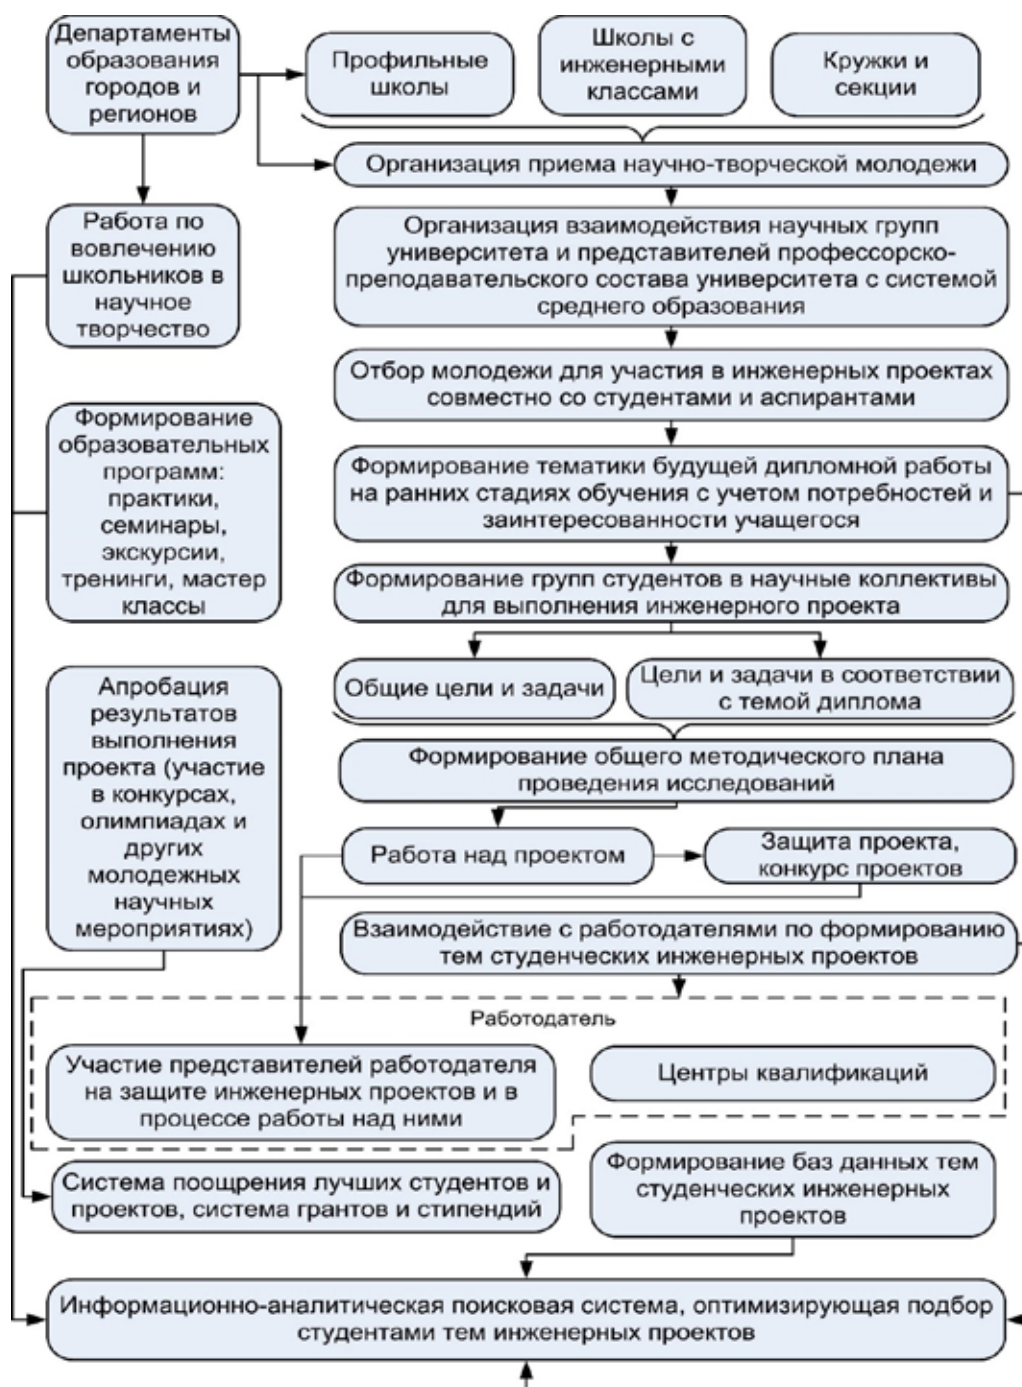 Департаменты
образования
городов и
регионов
Профильные
школы
Школы с
инженерными
классами
Кружки и
секции
Организация приема научно-творческой молодежи
Работа по
вовлечению
школьников в
научное
творчество
Организация взаимодействия научных групп
университета и представителей профессорско-
преподавательского состава университета с системой
среднего образования
Отбор молодежи для участия в инженерных проектах
совместно со студентами и аспирантами
Формирование
образовательных
программ:
практики,
семинары,
экскурсии,
тренинги, мастер
классы
Формирование тематики будущей дипломной работы
на ранних стадиях обучения с учетом потребностей и
заинтересованности учащегося
Формирование групп студентов в научные коллективы
для выполнения инженерного проекта
Общие цели и задачи
Цели и задачи в соответствии
с темой диплома
Апробация
результатов
выполнения
проекта (участие
в конкурсах,
олимпиадах и
других
молодежных
научных
мероприятиях)
Формирование общего методического плана
проведения исследований
Работа над проектом
Защита проекта,
конкурс проектов
Взаимодействие с работодателями по формированию
тем студенческих инженерных проектов
Работодатель
Участие представителей работодателя
на защите инженерных проектов и в
процессе работы над ними
Центры квалификаций
Система поощрения лучших студентов и
проектов, система грантов и стипендий
Формирование баз данных тем
студенческих инженерных
проектов
Информационно-аналитическая поисковая система, оптимизирующая подбор
студентами тем инженерных проектов